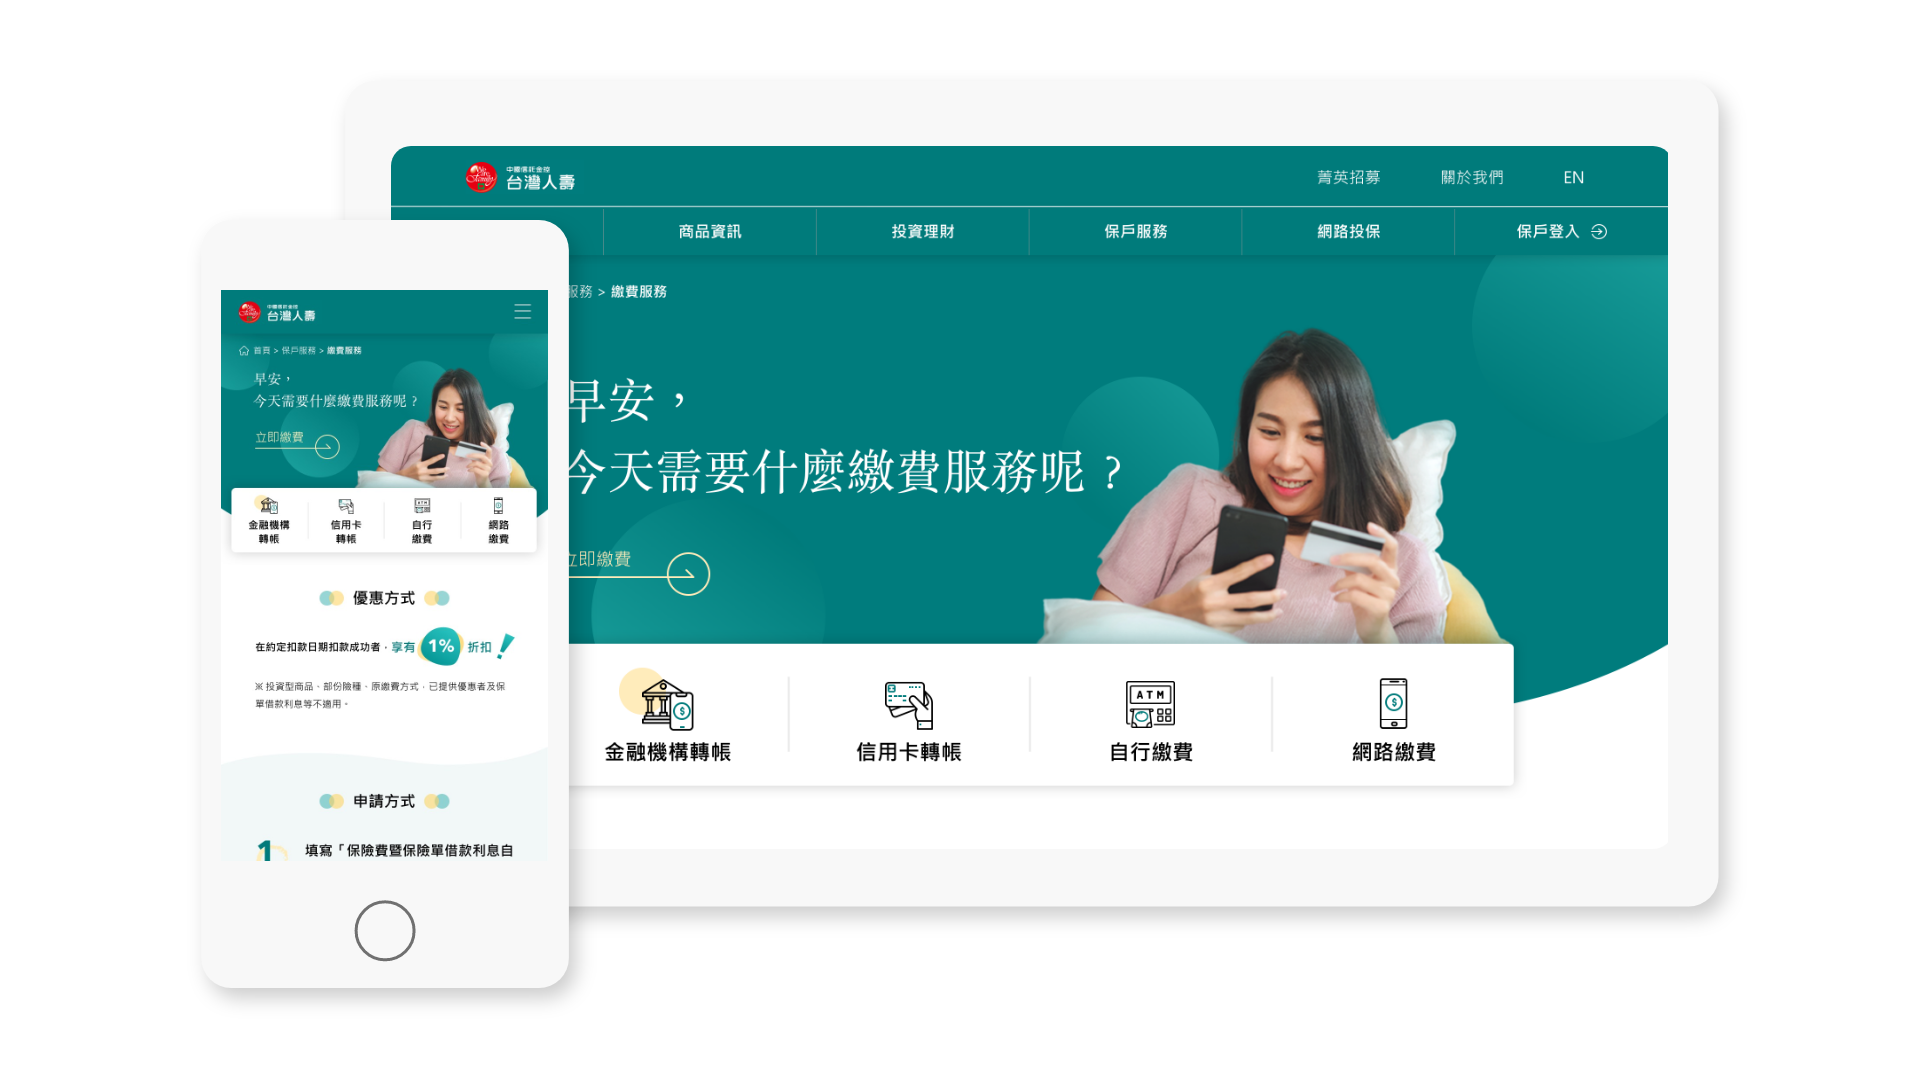 中國信託金控
台灣人壽
菁英招募
關於我們
EN
商品資訊
投資理財
保戶服務
網路投保
保戶登入
服務 > 繳費服務
早安，
今天需要什麼繳費服務呢?
立即繳費
金融機構轉帳
信用卡轉帳
ATM
自行繳費
網路繳費
中國信託金控
台灣人壽
首頁 > 保戶服務 > 繳費服務
早安，
今天需要什麼繳費服務呢?
立即繳費
金融機構
轉帳
信用卡
轉帳
ATM
自行
繳費
網路
繳費
優惠方式
在約定扣款日期扣款成功者，享有 1% 折扣 !
※ 投資型商品、部份險種、原繳費方式，已提供優惠者及保
單借款利息等不適用。
申請方式
1
填寫「保險費暨保險單借款利息自